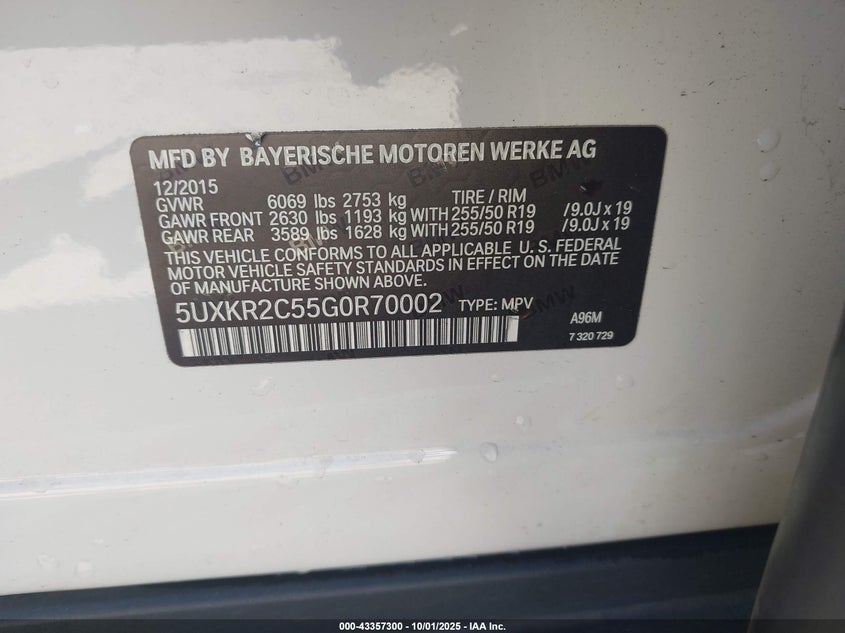 MFD BY BAYERISCHE MOTOREN WERKE AG
12/2015
GVWR 6069 lbs 2753 kg TIRE / RIM
GAWR FRONT 2630 lbs 1193 kg WITH 255/50 R19 /9.0J x 19
GAWR REAR 3589 lbs 1628 kg WITH 255/50 R19 /9.0J x 19
THIS VEHICLE CONFORMS TO ALL APPLICABLE U. S. FEDERAL
MOTOR VEHICLE SAFETY STANDARDS IN EFFECT ON THE DATE
OF MANUFACTURE SHOWN ABOVE.
5UXKR2C55G0R70002 TYPE: MPV
A96M
7 320 729
000-43357300 - 10/01/2025 - IAA Inc.